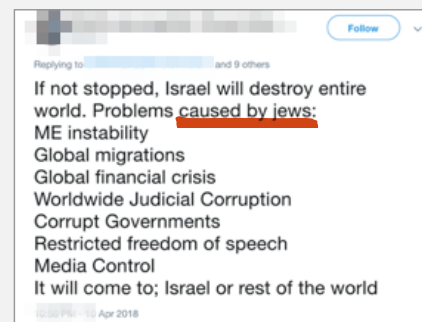 Follow
Replying to
and 9 others
If not stopped, Israel will destroy entire
world. Problems caused by jews:
ME instability
Global migrations
Global financial crisis
Worldwide Judicial Corruption
Corrupt Governments
Restricted freedom of speech
Media Control
It will come to; Israel or rest of the world
Apr 2018